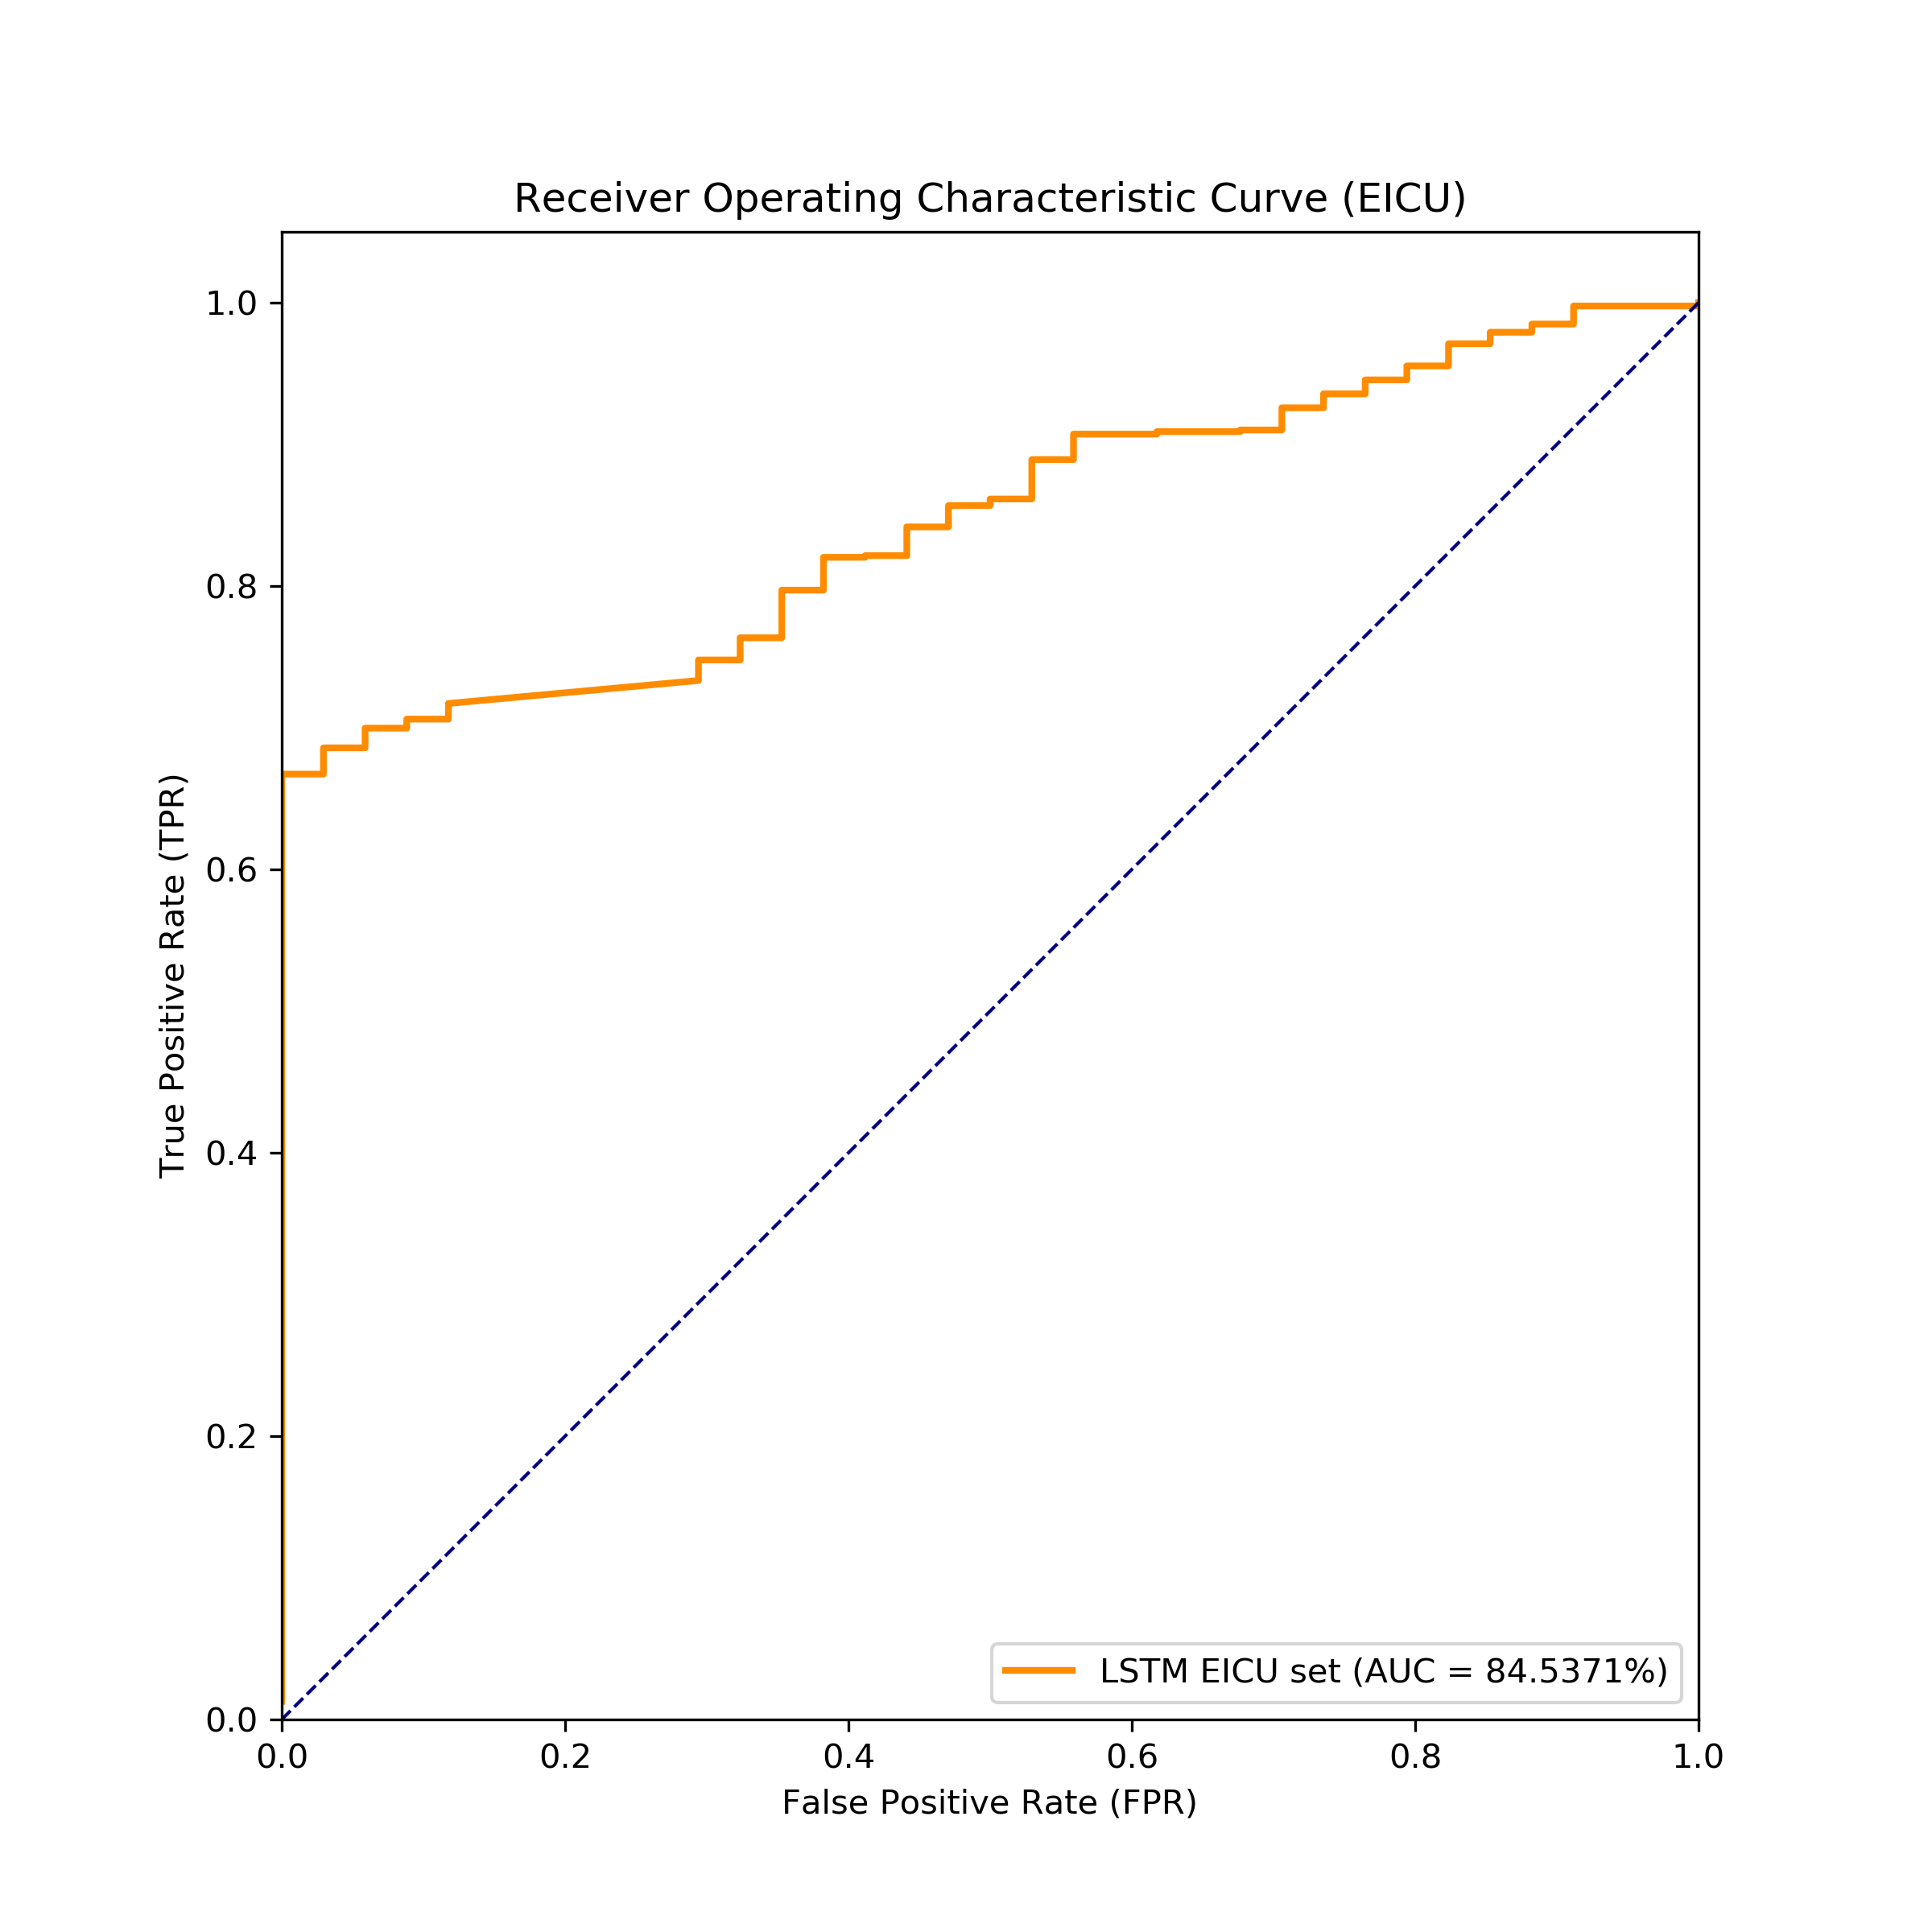 Receiver Operating Characteristic Curve (EICU)
1.0
0.8
0.6
0.4
0.2
0.0
True Positive Rate (TPR)
LSTM EICU set (AUC = 84.5371%)
0.0 0.2 0.4 0.6 0.8 1.0
False Positive Rate (FPR)